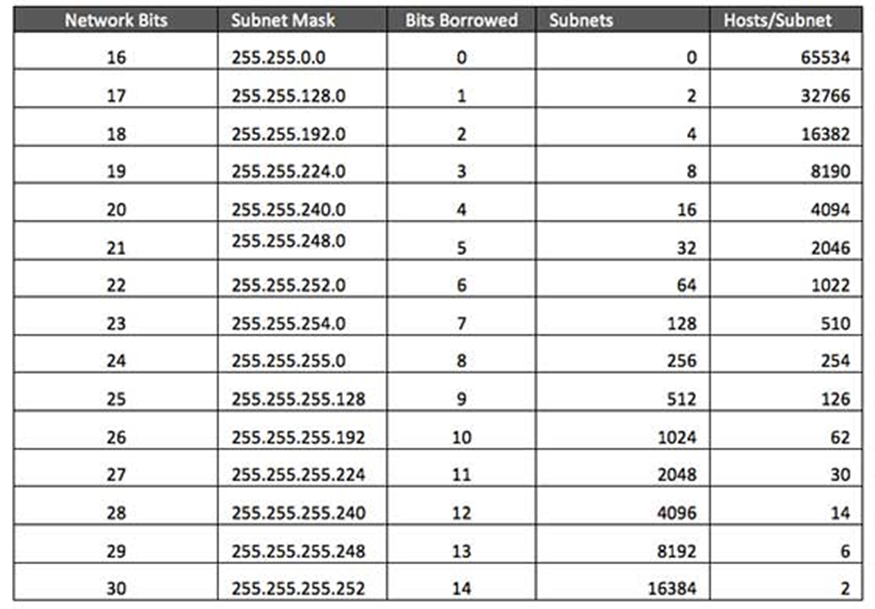 Network Bits Subnet Mask Bits Borrowed Subnets Hosts/Subnet
16 255.255.0.0 0 0 65534
17 255.255.128.0 1 2 32766
18 255.255.192.0 2 4 16382
19 255.255.224.0 3 8 8190
20 255.255.240.0 4 16 4094
21 255.255.248.0 5 32 2046
22 255.255.252.0 6 64 1022
23 255.255.254.0 7 128 510
24 255.255.255.0 8 256 254
25 255.255.255.128 9 512 126
26 255.255.255.192 10 1024 62
27 255.255.255.224 11 2048 30
28 255.255.255.240 12 4096 14
29 255.255.255.248 13 8192 6
30 255.255.255.252 14 16384 2